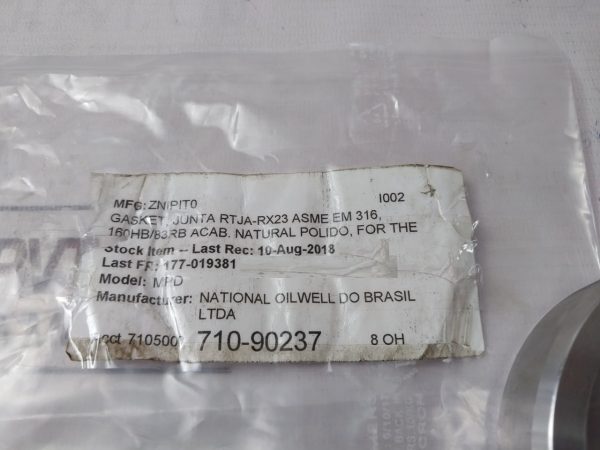 MFG: ZNIPIT0 I002
GASKET, JUNTA RTJA-RX23 ASME EM 316,
160HB/83RB ACAB. NATURAL POLIDO, FOR THE
Stock Item -- Last Rec: 10-Aug-2018
Last FR: 177-019381
Model: MPD
Manufacturer: NATIONAL OILWELL DO BRASIL
LTDA
710-90237 8 OH